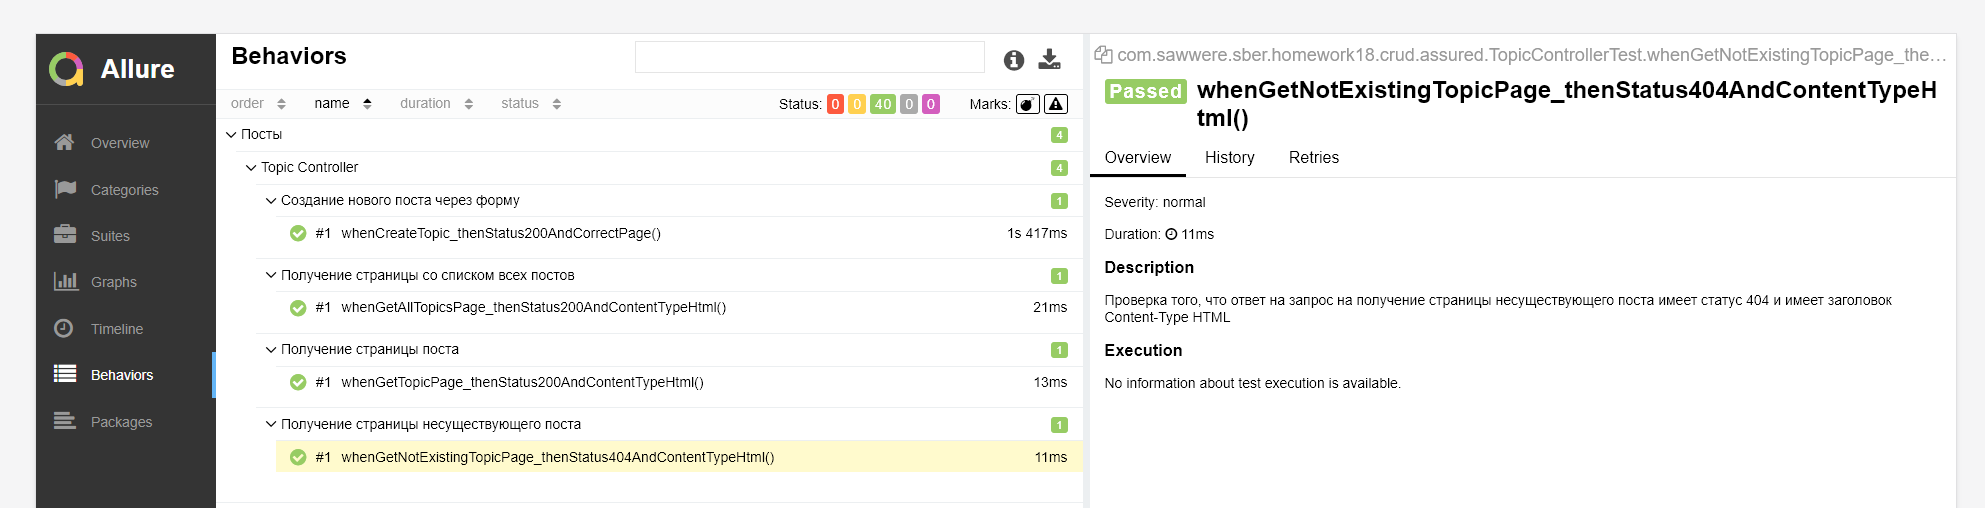 Allure
Overview
Categories
Suites
Graphs
Timeline
Behaviors
Packages
Behaviors
order name duration status Status: 0 0 40 0 0 Marks:
Посты 4
Topic Controller 4
Создание нового поста через форму 1
#1 whenCreateTopic_thenStatus200AndCorrectPage() 1s 417ms
Получение страницы со списком всех постов 1
#1 whenGetAllTopicsPage_thenStatus200AndContentTypeHtml() 21ms
Получение страницы поста 1
#1 whenGetTopicPage_thenStatus200AndContentTypeHtml() 13ms
Получение страницы несуществующего поста 1
#1 whenGetNotExistingTopicPage_thenStatus404AndContentTypeHtml() 11ms
com.sawwere.sber.homework18.crud.assured.TopicControllerTest.whenGetNotExistingTopicPage_the...
Passed whenGetNotExistingTopicPage_thenStatus404AndContentTypeH
tml()
Overview History Retries
Severity: normal
Duration: 11ms
Description
Проверка того, что ответ на запрос на получение страницы несуществующего поста имеет статус 404 и имеет заголовок
Content-Type HTML
Execution
No information about test execution is available.